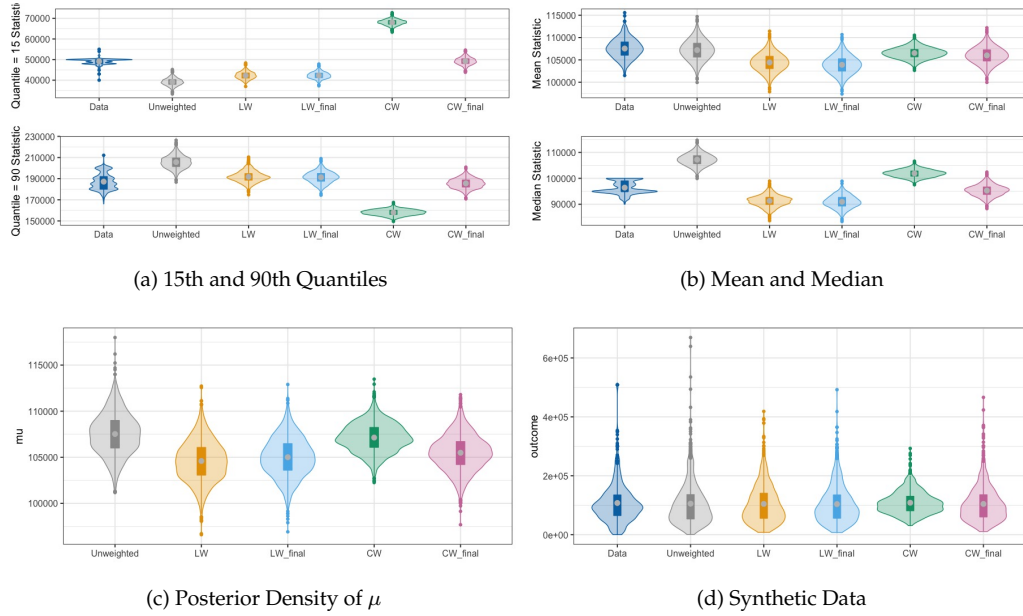 Quantile = 15 Statistic
70000
60000
50000
40000
Data Unweighted LW LW_final CW CW_final
Quantile = 90 Statistic
230000
210000
190000
170000
150000
Data Unweighted LW LW_final CW CW_final
(a) 15th and 90th Quantiles
Mean Statistic
115000
110000
105000
100000
Data Unweighted LW LW_final CW CW_final
Median Statistic
110000
100000
90000
Data Unweighted LW LW_final CW CW_final
(b) Mean and Median
mu
115000
110000
105000
100000
Unweighted LW LW_final CW CW_final
(c) Posterior Density of μ
outcome
6e+05
4e+05
2e+05
0e+00
Data Unweighted LW LW_final CW CW_final
(d) Synthetic Data